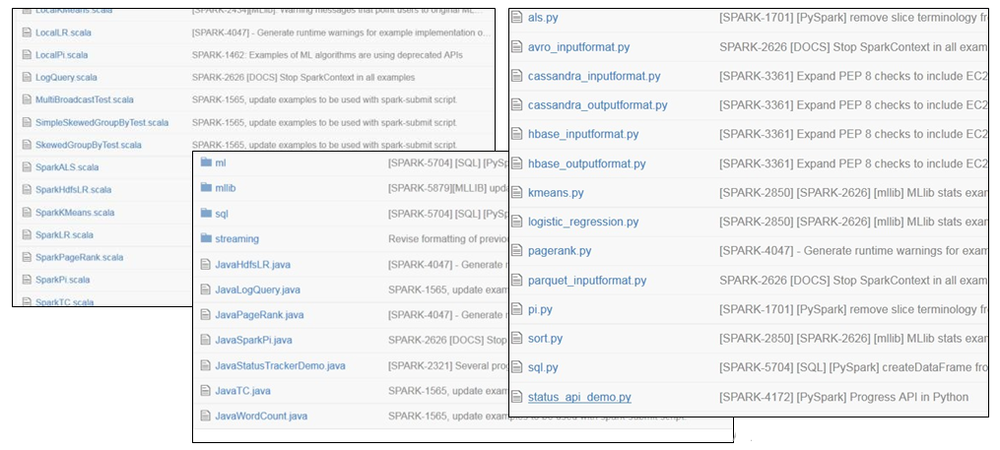 LocalKMeans.scala [SPARK-2434][MLlib]: Warning messages that point users to original ML...
LocalLR.scala [SPARK-4047] - Generate runtime warnings for example implementation o...
LocalPi.scala SPARK-1462: Examples of ML algorithms are using deprecated APIs
LogQuery.scala SPARK-2626 [DOCS] Stop SparkContext in all examples
MultiBroadcastTest.scala SPARK-1565, update examples to be used with spark-submit script.
SimpleSkewedGroupByTest.scala SPARK-1565, update examples to be used with spark-submit script.
SkewedGroupByTest.scala SPARK-1565, update examples to be used with spark-submit script.
SparkALS.scala
SparkHdfsLR.scala
SparkKMeans.scala
SparkLR.scala
SparkPageRank.scala
SparkPi.scala
SparkTC.scala
ml [SPARK-5704] [SQL] [PySp
mllib [SPARK-5879][MLLIB] upda
sql [SPARK-5704] [SQL] [PySp
streaming Revise formatting of previo
JavaHdfsLR.java [SPARK-4047] - Generate r
JavaLogQuery.java SPARK-1565, update exam
JavaPageRank.java [SPARK-4047] - Generate r
JavaSparkPi.java SPARK-2626 [DOCS] Stop
JavaStatusTrackerDemo.java [SPARK-2321] Several prog
JavaTC.java SPARK-1565, update exam
JavaWordCount.java SPARK-1565, update examples to be used with spark-submit script.
als.py [SPARK-1701] [PySpark] remove slice terminology fr
avro_inputformat.py SPARK-2626 [DOCS] Stop SparkContext in all exam
cassandra_inputformat.py [SPARK-3361] Expand PEP 8 checks to include EC2
cassandra_outputformat.py [SPARK-3361] Expand PEP 8 checks to include EC2
hbase_inputformat.py [SPARK-3361] Expand PEP 8 checks to include EC2
hbase_outputformat.py [SPARK-3361] Expand PEP 8 checks to include EC2
kmeans.py [SPARK-2850] [SPARK-2626] [mllib] MLlib stats exar
logistic_regression.py [SPARK-2850] [SPARK-2626] [mllib] MLlib stats exar
pagerank.py [SPARK-4047] - Generate runtime warnings for exam
parquet_inputformat.py SPARK-2626 [DOCS] Stop SparkContext in all exam
pi.py [SPARK-1701] [PySpark] remove slice terminology fr
sort.py [SPARK-2850] [SPARK-2626] [mllib] MLlib stats exar
sql.py [SPARK-5704] [SQL] [PySpark] createDataFrame fro
status_api_demo.py [SPARK-4172] [PySpark] Progress API in Python